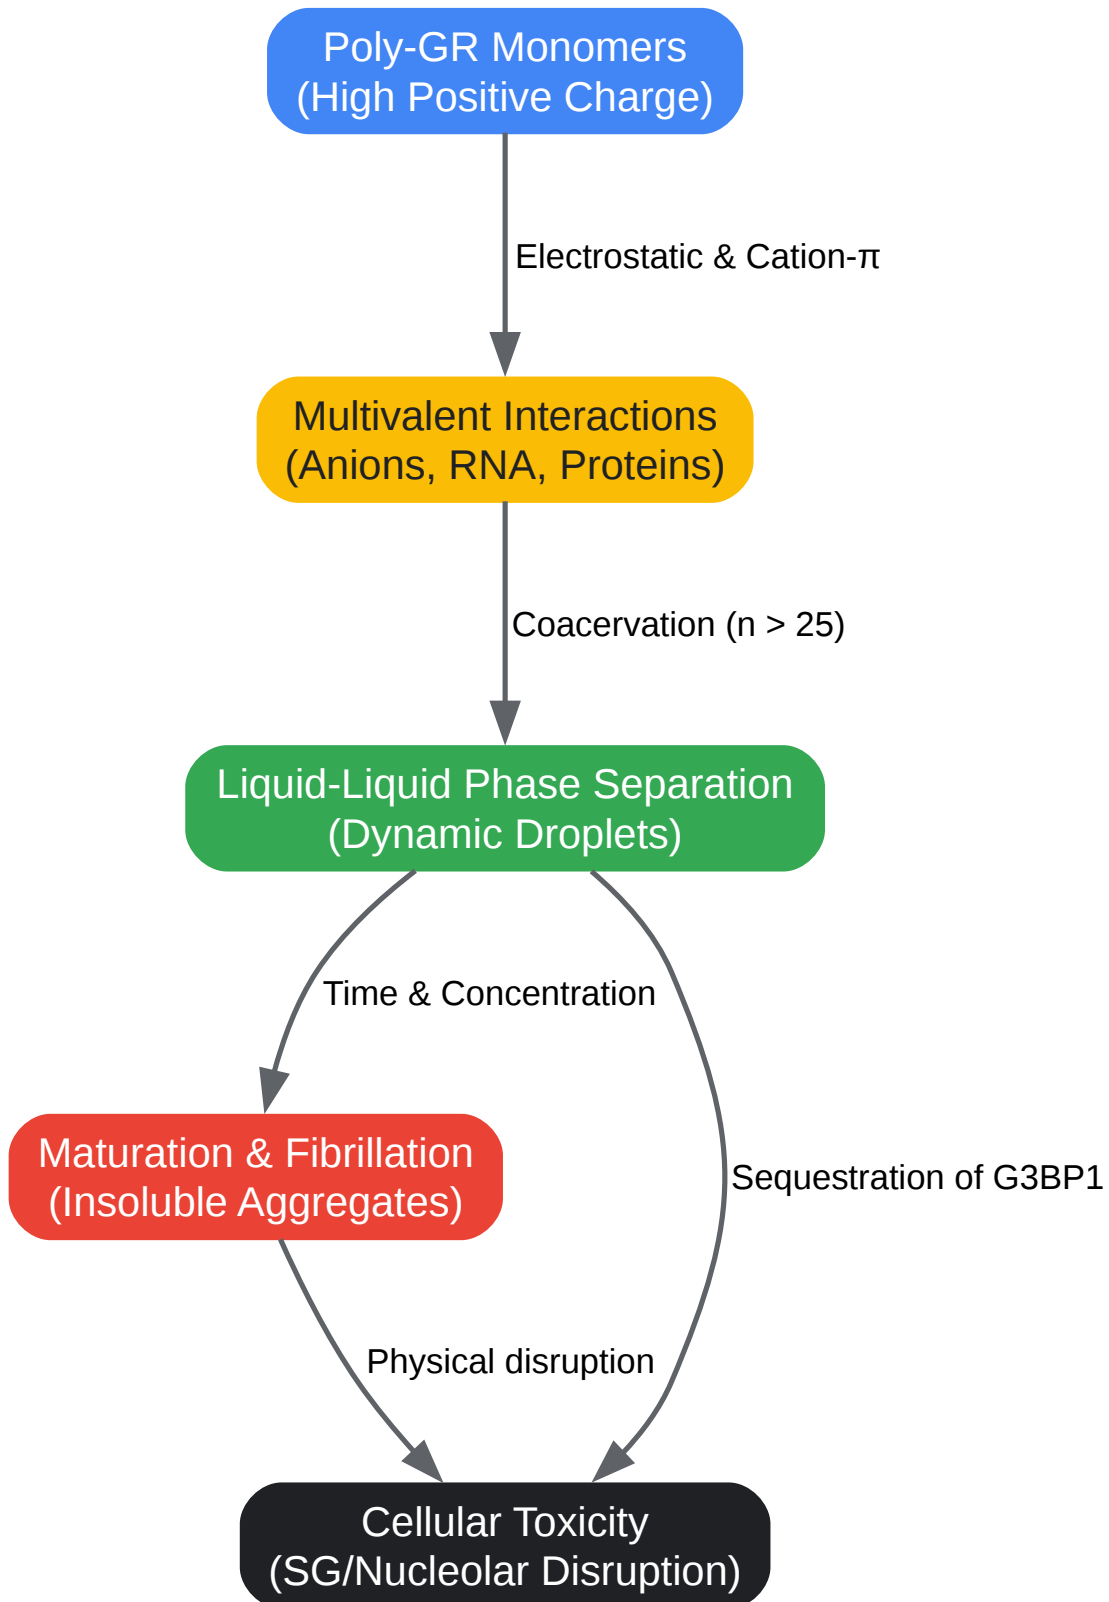 Poly-GR Monomers
(High Positive Charge)
Electrostatic & Cation-π
Multivalent Interactions
(Anions, RNA, Proteins)
Coacervation (n > 25)
Liquid-Liquid Phase Separation
(Dynamic Droplets)
Time & Concentration
Maturation & Fibrillation
(Insoluble Aggregates)
Sequestration of G3BP1
Physical disruption
Cellular Toxicity
(SG/Nucleolar Disruption)